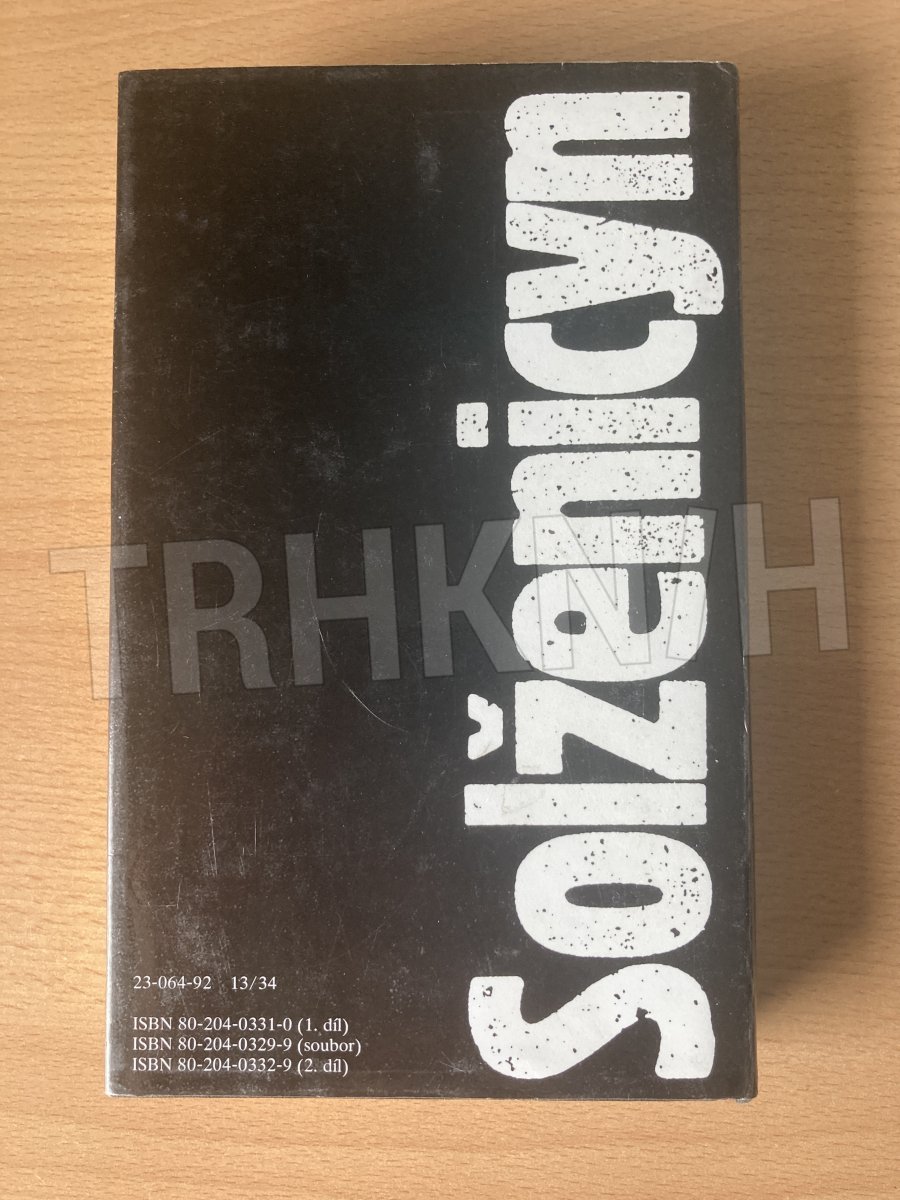 Solženicyn
TRHKNIH
23-064-92 13/34
ISBN 80-204-0331-0 (1. díl)
ISBN 80-204-0329-9 (soubor)
ISBN 80-204-0332-9 (2. díl)